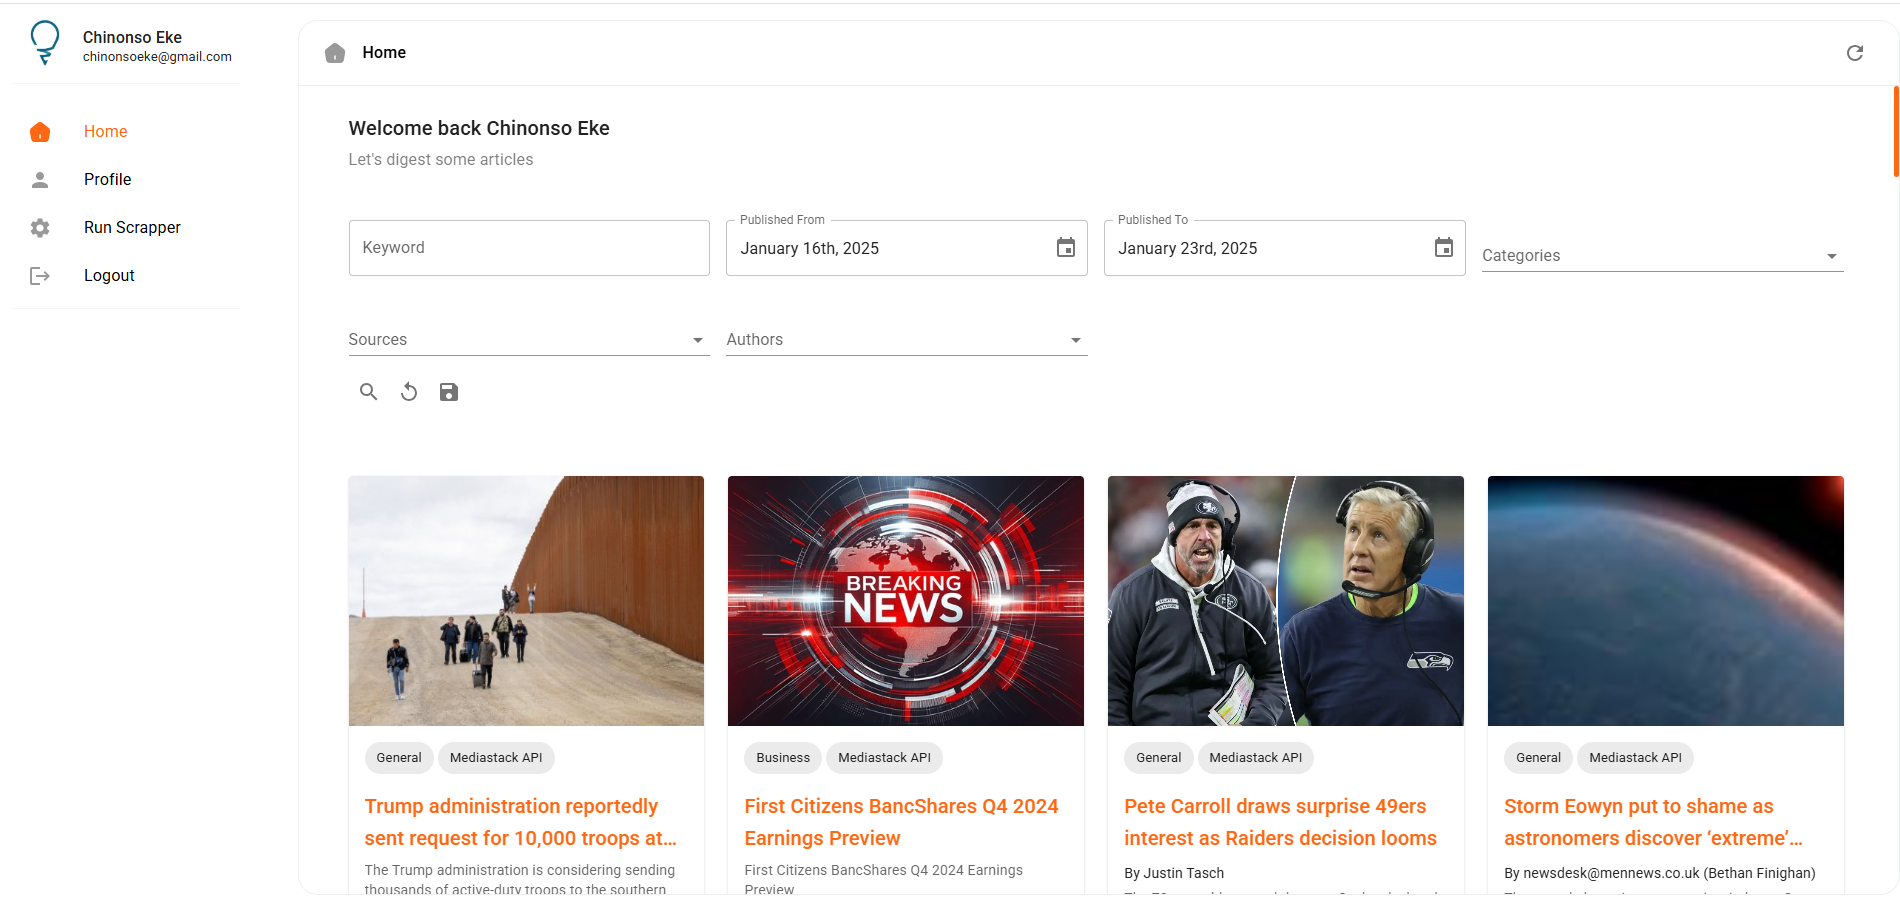 Chinonso Eke
chinonsoeke@gmail.com
Home
Profile
Run Scrapper
Logout
Home
Welcome back Chinonso Eke
Let's digest some articles
Keyword
Published From
January 16th, 2025
Published To
January 23rd, 2025
Categories
Sources
Authors
BREAKING
NEWS
General
Mediastack API
Trump administration reportedly
sent request for 10,000 troops at…
The Trump administration is considering sending
thousands of active-duty troops to the southern
Business
Mediastack API
First Citizens BancShares Q4 2024
Earnings Preview
First Citizens BancShares Q4 2024 Earnings
Preview
General
Mediastack API
Pete Carroll draws surprise 49ers
interest as Raiders decision looms
By Justin Tasch
General
Mediastack API
Storm Eowyn put to shame as
astronomers discover ‘extreme’…
By newsdesk@mennews.co.uk (Bethan Finighan)